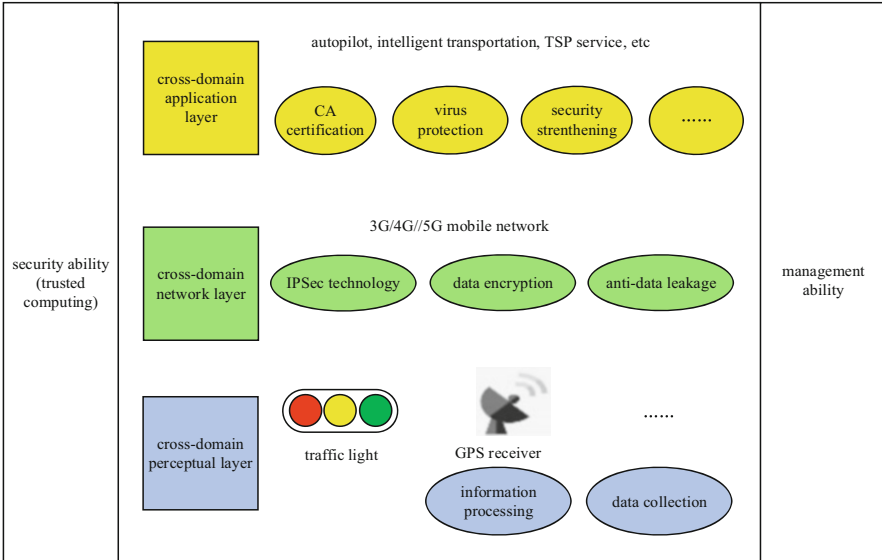 autopilot, intelligent transportation, TSP service, etc
cross-domain
application
layer
CA
certification
virus
protection
security
strenthening
......
3G/4G//5G mobile network
security ability
(trusted
computing)
cross-domain
network layer
IPSec technology
data encryption
anti-data leakage
management
ability
cross-domain
perceptual layer
traffic light
GPS receiver
......
information
processing
data collection